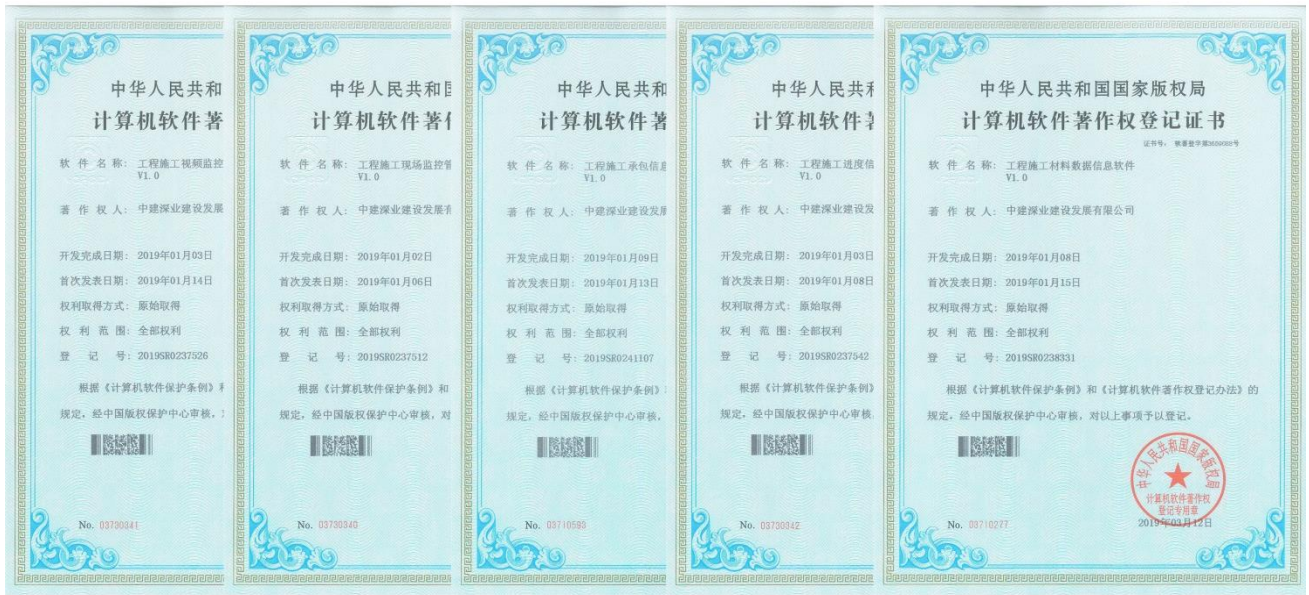 中华人民共和
计算机软件著
软件名称： 工程施工视频监控
V1.0
著作权人： 中建深业建设发展
开发完成日期： 2019年01月03日
首次发表日期： 2019年01月14日
权利取得方式： 原始取得
权利范围： 全部权利
登记号： 2019SR0237526
根据《计算机软件保护条例》和
规定，经中国版权保护中心审核，
No. 03730341
中华人民共和国
计算机软件著作
软件名称： 工程施工现场监控管
V1.0
著作权人： 中建深业建设发展有
开发完成日期： 2019年01月02日
首次发表日期： 2019年01月06日
权利取得方式： 原始取得
权利范围： 全部权利
登记号： 2019SR0237512
根据《计算机软件保护条例》和
规定，经中国版权保护中心审核，对
No. 03730340
中华人民共和
计算机软件著
软件名称： 工程施工承包信息
V1.0
著作权人： 中建深业建设发展
开发完成日期： 2019年01月09日
首次发表日期： 2019年01月13日
权利取得方式： 原始取得
权利范围： 全部权利
登记号： 2019SR0241107
根据《计算机软件保护条例》
规定，经中国版权保护中心审核，
No. 03710593
中华人民共和
计算机软件著
软件名称： 工程施工进度信
V1.0
著作权人： 中建深业建设发
开发完成日期： 2019年01月03日
首次发表日期： 2019年01月08日
权利取得方式： 原始取得
权利范围： 全部权利
登记号： 2019SR0237542
根据《计算机软件保护条例》
规定，经中国版权保护中心审核
No. 03730342
中华人民共和国国家版权局
计算机软件著作权登记证书
证书号： 软著登字第
软件名称： 工程施工材料数据信息软件
V1.0
著作权人： 中建深业建设发展有限公司
开发完成日期： 2019年01月08日
首次发表日期： 2019年01月15日
权利取得方式： 原始取得
权利范围： 全部权利
登记号： 2019SR0238331
根据《计算机软件保护条例》和《计算机软件著作权登记办法》的
规定，经中国版权保护中心审核，对以上事项予以登记。
中华人民共和国国家版权局
计算机软件著作权
登记专用章
No. 03710277
2019年03月12日